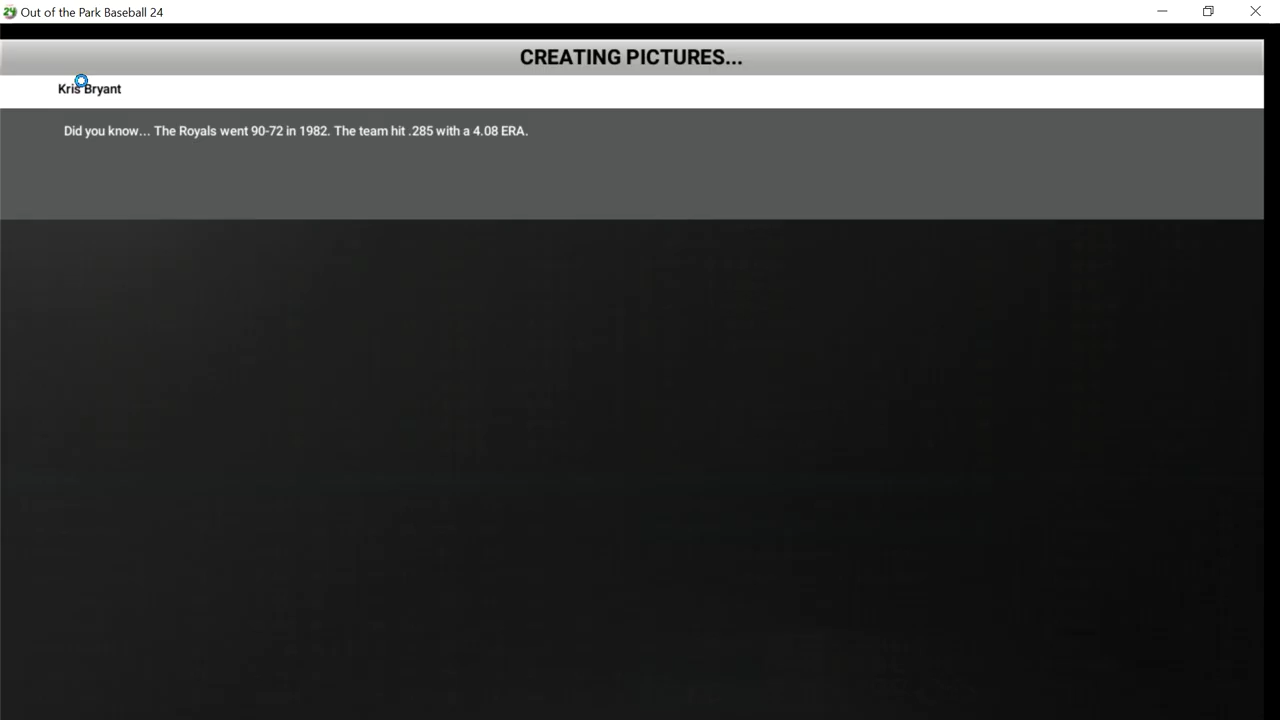 24 Out of the Park Baseball 24
CREATING PICTURES...
Kris Bryant
Did you know... The Royals went 90-72 in 1982. The team hit .285 with a 4.08 ERA.